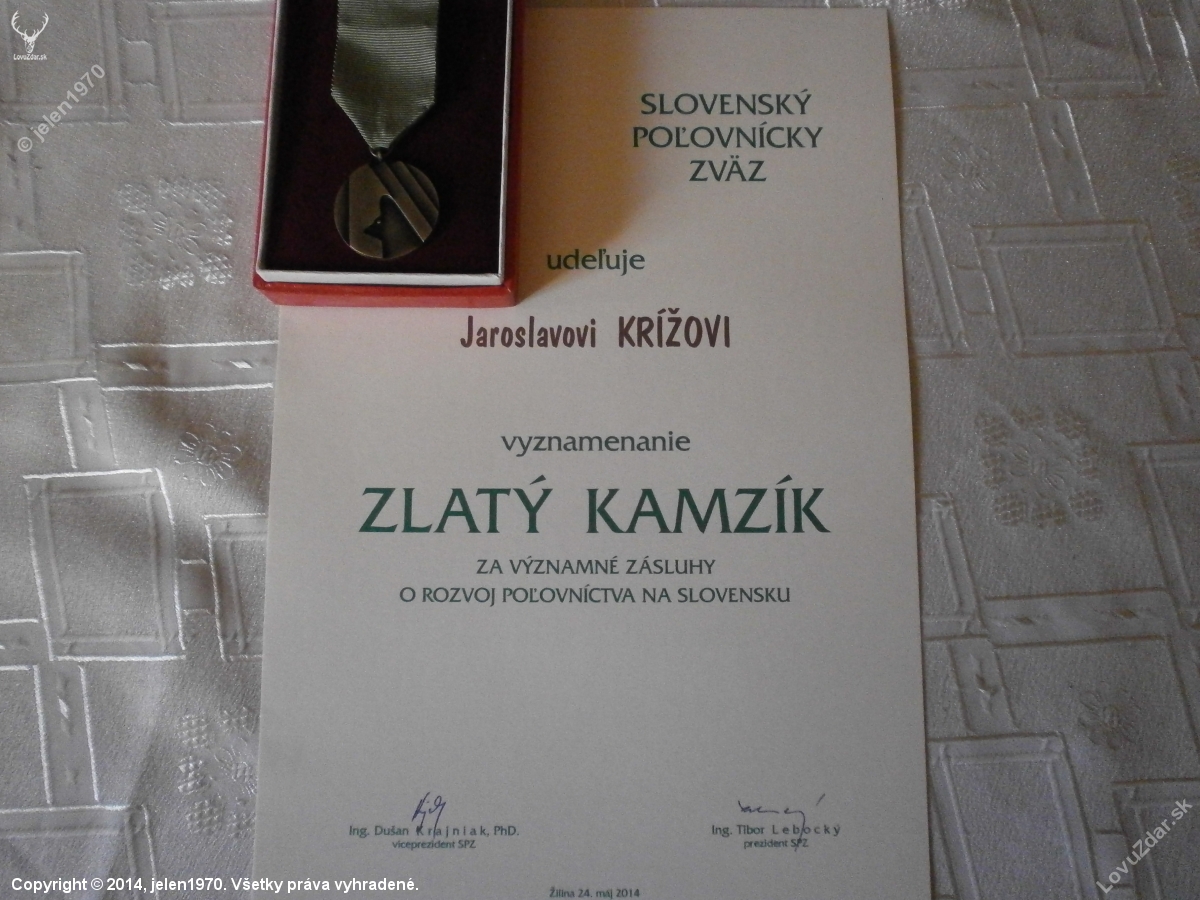 LovuZdar.sk
© jelen1970
SLOVENSKÝ
POĽOVNÍCKY
ZVÄZ
udeľuje
Jaroslavovi KRÍŽOVI
vyznamenanie
ZLATÝ KAMZÍK
ZA VÝZNAMNÉ ZÁSLUHY
O ROZVOJ POĽOVNÍCTVA NA SLOVENSKU
Ing. Dušan Krajniak, PhD.
viceprezident SPZ
Ing. Tibor Lebocký
prezident SPZ
Žilina 24. máj 2014
Copyright © 2014, jelen1970. Všetky práva vyhradené.
LovuZdar.sk